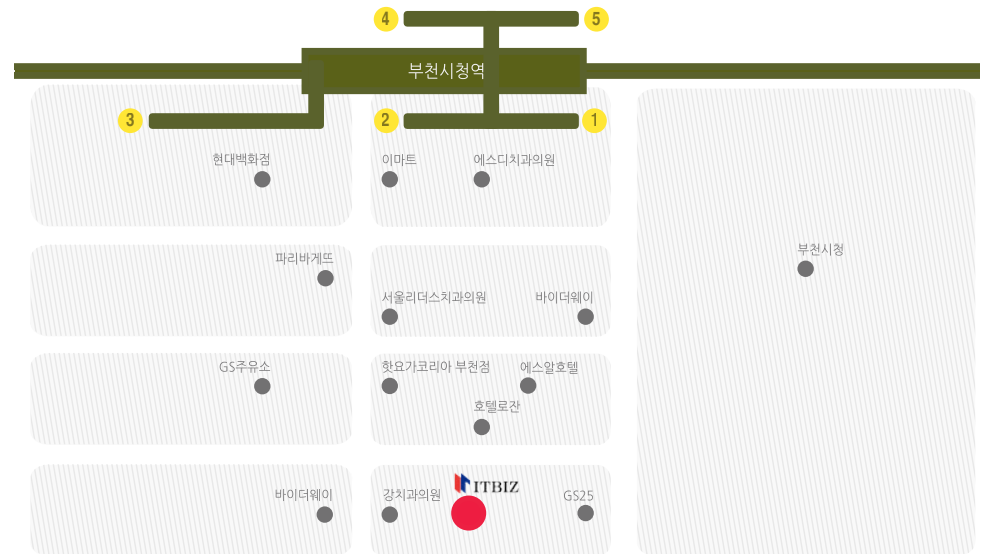 4
5
부천시청역
3
2
1
현대백화점
이마트
에스디치과의원
파리바게뜨
부천시청
서울리더스치과의원
바이더웨이
GS주유소
핫요가코리아 부천점
에스알호텔
호텔로잔
바이더웨이
강치과의원
ITBIZ
GS25